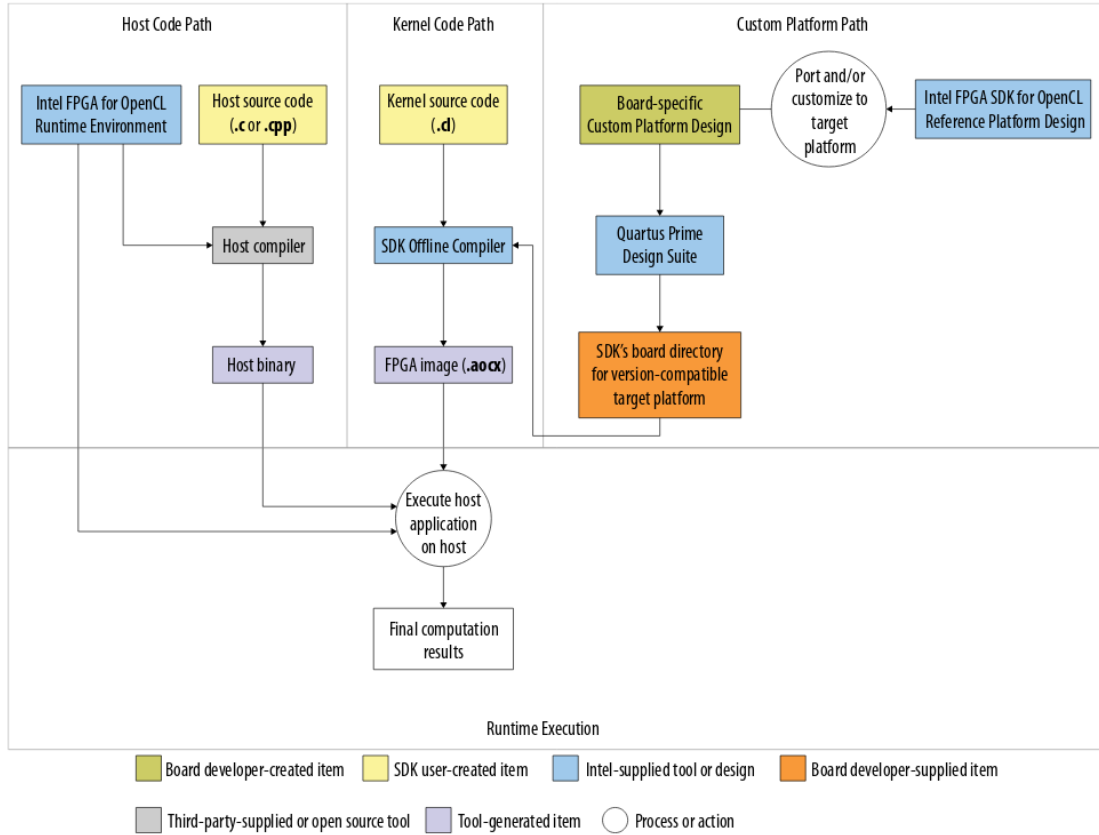 Host Code Path
Kernel Code Path
Custom Platform Path
Intel FPGA for OpenCL
Runtime Environment
Host source code
(.c or .cpp)
Kernel source code
(.cl)
Board-specific
Custom Platform Design
Port and/or
customize to
target
platform
Intel FPGA SDK for OpenCL
Reference Platform Design
Host compiler
SDK Offline Compiler
Quartus Prime
Design Suite
Host binary
FPGA image (.aocx)
SDK's board directory
for version-compatible
target platform
Execute host
application
on host
Final computation
results
Runtime Execution
Board developer-created item
SDK user-created item
Intel-supplied tool or design
Board developer-supplied item
Third-party-supplied or open source tool
Tool-generated item
Process or action